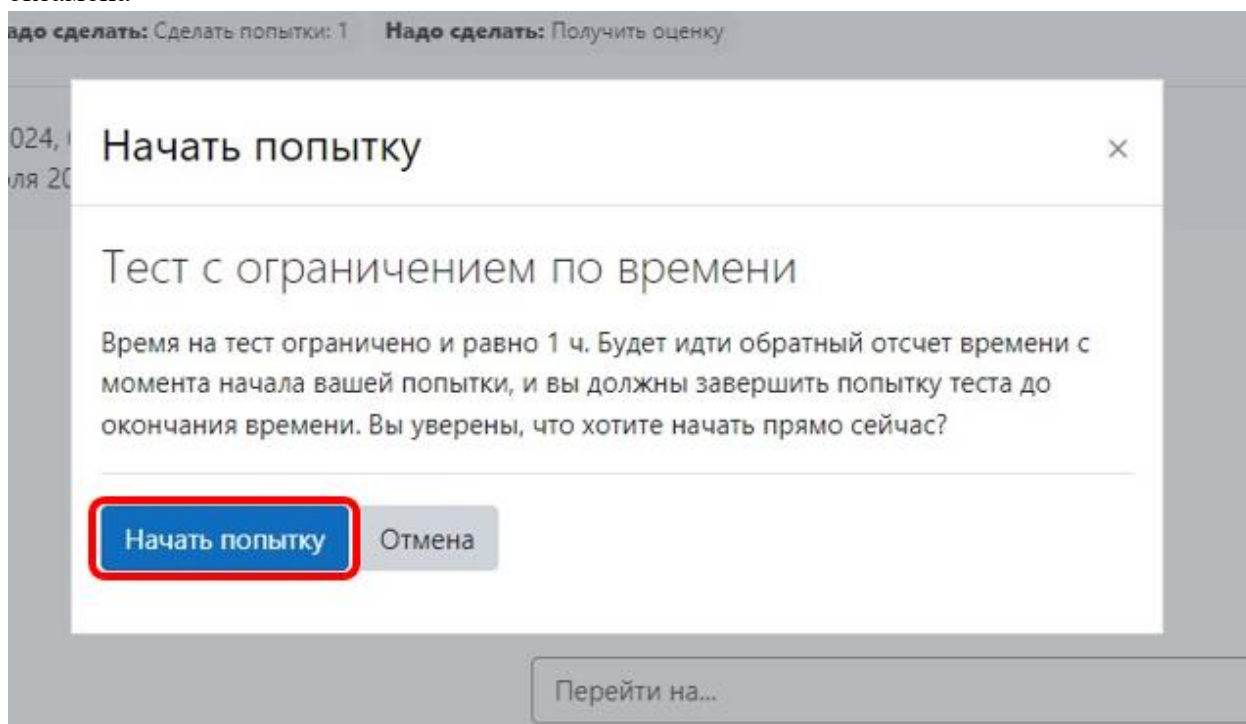 сделать: Сделать попытки: 1 Надо сделать: Получить оценку
024,
20
Начать попытку ×
Тест с ограничением по времени
Время на тест ограничено и равно 1 ч. Будет идти обратный отсчет времени с
момента начала вашей попытки, и вы должны завершить попытку теста до
окончания времени. Вы уверены, что хотите начать прямо сейчас?
Начать попытку Отмена
Перейти на...